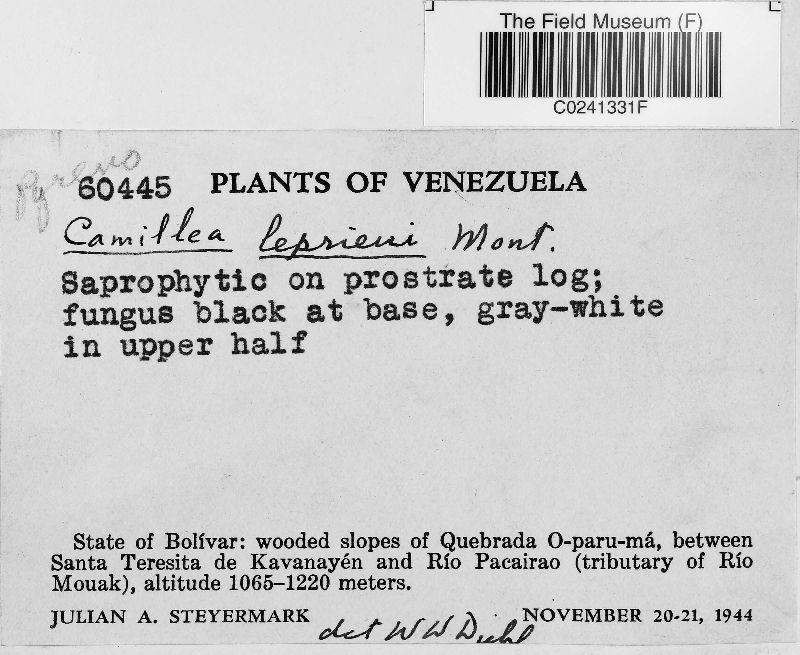 The Field Museum (F)
C0241331F
Pyreno
60445 PLANTS OF VENEZUELA
Camillea leprieuii Mont.
Saprophytic on prostrate log;
fungus black at base, gray-white
in upper half
State of Bolívar: wooded slopes of Quebrada O-paru-má, between
Santa Teresita de Kavanayén and Río Pacairao (tributary of Río
Mouak), altitude 1065–1220 meters.
JULIAN A. STEYERMARK NOVEMBER 20-21, 1944
det W W Diehl